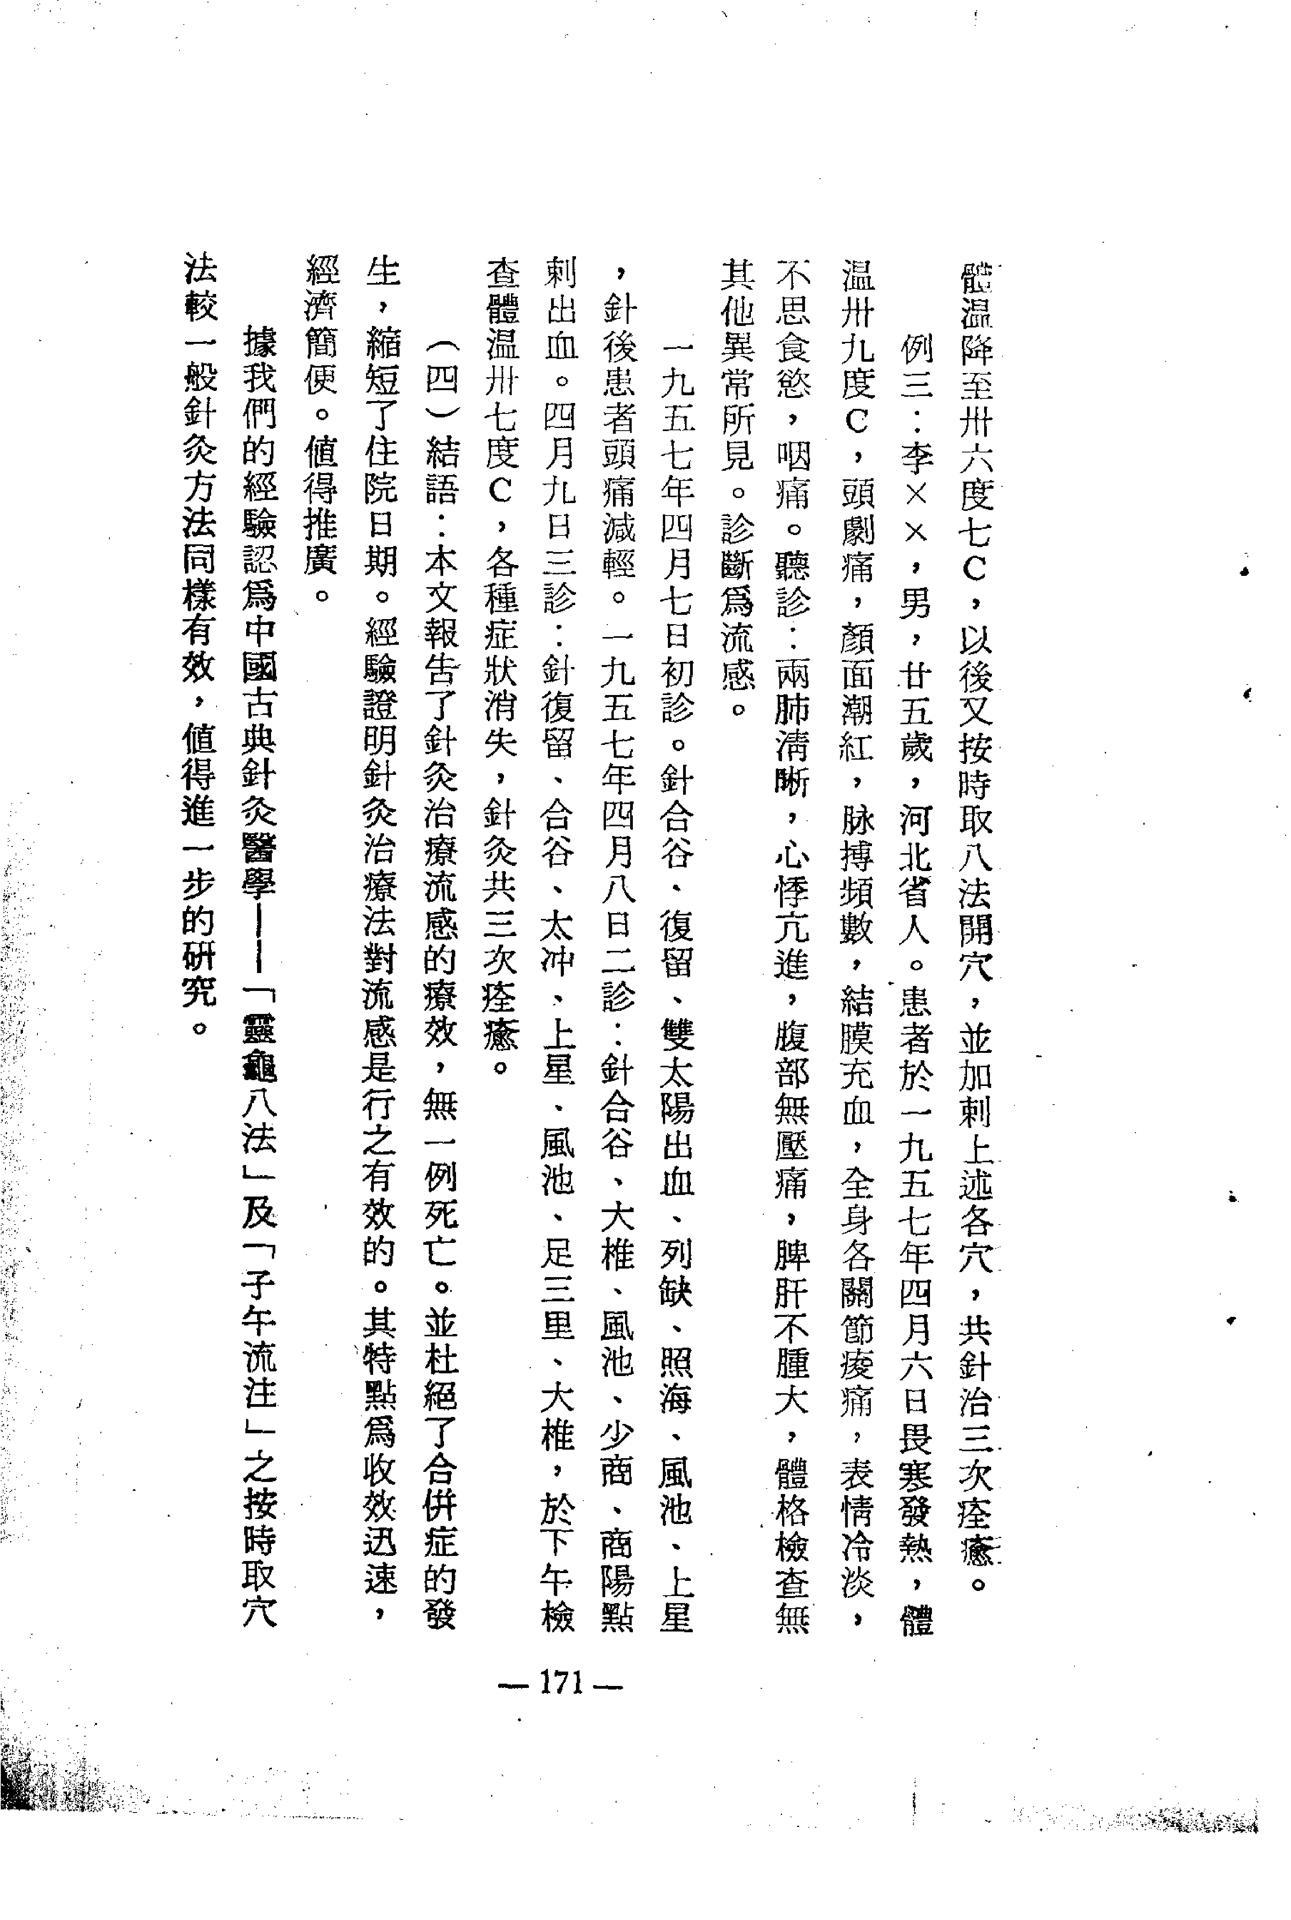 體温降至卅六度七C，以後又按時取八法開穴，並加刺上述各穴，共針治三次痊癒。
例三：李××，男，廿五歲，河北省人。患者於一九五七年四月六日畏寒發熱，體
温卅九度C，頭劇痛，顏面潮紅，脉搏頻數，結膜充血，全身各關節痠痛，表情冷淡，
不思食慾，咽痛。聽診：兩肺淸晰，心悸亢進，腹部無壓痛，脾肝不腫大，體格檢查無
其他異常所見。診斷爲流感。
一九五七年四月七日初診。針合谷、復留、雙太陽出血、列缺、照海、風池、上星
，針後患者頭痛減輕。一九五七年四月八日二診：針合谷、大椎、風池、少商、商陽點
刺出血。四月九日三診：針復留、合谷、太冲、上星、風池、足三里、大椎，於下午檢
查體温卅七度C，各種症狀消失，針灸共三次痊癒。
（四）結語：本文報告了針灸治療流感的療效，無一例死亡。並杜絕了合併症的發
生，縮短了住院日期。經驗證明針灸治療法對流感是行之有效的。其特點爲收效迅速，
經濟簡便。値得推廣。
據我們的經驗認爲中國古典針灸醫學——「靈龜八法」及「子午流注」之按時取穴
法較一般針灸方法同樣有效，値得進一步的研究。
— 171 —